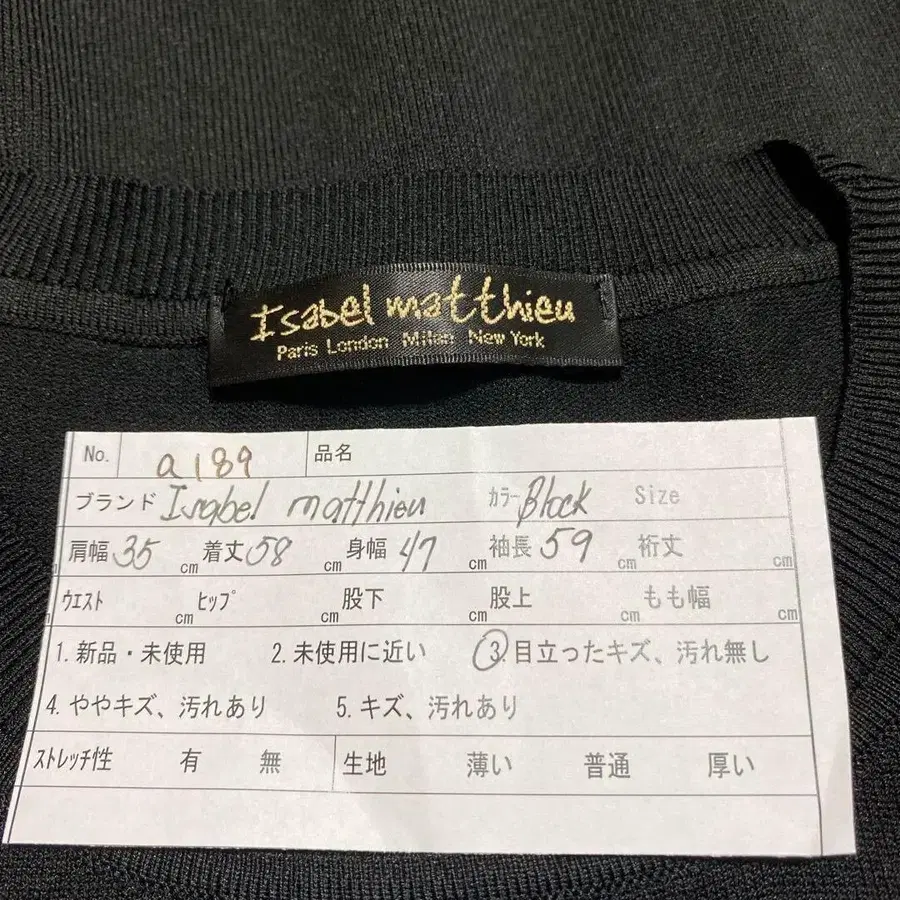 Isabel matthieu
Paris London Milan New York
No. a189 品名
ブランド Isabel matthieu カラー Block Size
肩幅 35 cm 着丈 58 cm 身幅 47 cm 袖長 59 cm 裄丈 cm
ウエスト cm ヒップ cm 股下 cm 股上 cm もも幅 cm
1. 新品・未使用 2. 未使用に近い 3. 目立ったキズ、汚れ無し
4. ややキズ、汚れあり 5. キズ、汚れあり
ストレッチ性 有 無 生地 薄い 普通 厚い